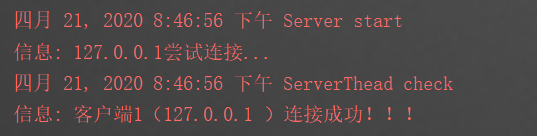 四月 21, 2020 8:46:56 下午 Server start
信息: 127.0.0.1尝试连接...
四月 21, 2020 8:46:56 下午 ServerThead check
信息: 客户端1（127.0.0.1 ）连接成功！！！